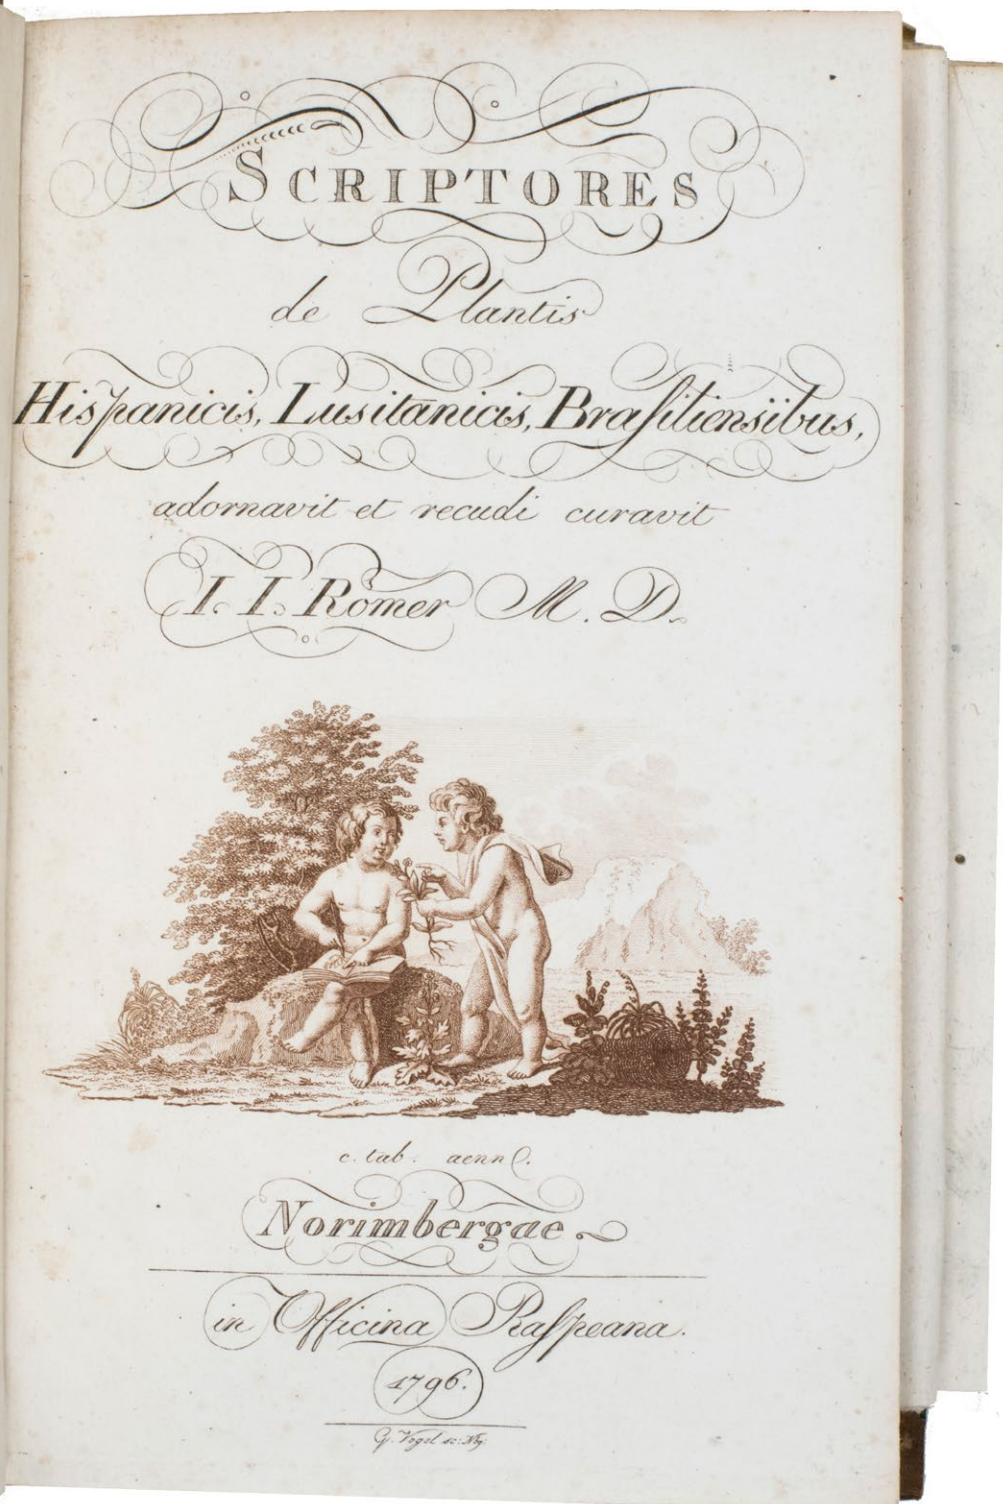 SCRIPTORES
de Plantis
Hispanicis, Lusitanicis, Braſiliensibus,
adornavit et recudi curavit
I. I. Römer M. D.
c. tab. aenn ſ.
Norimbergae.
in Officina Raſpeana.
1796.
G. Vogel sc: Nbg.